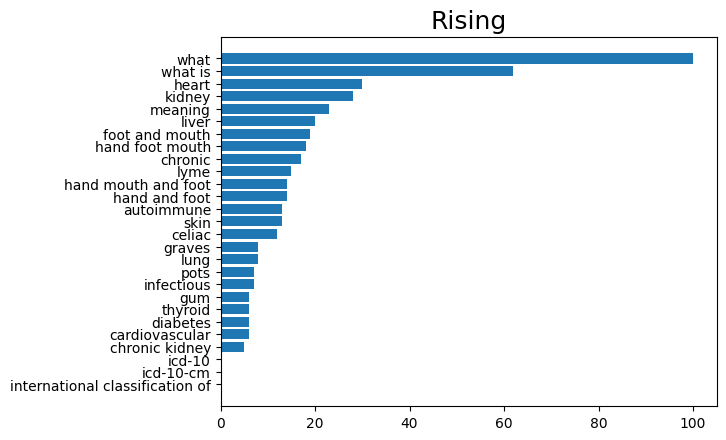 Rising
what
what is
heart
kidney
meaning
liver
foot and mouth
hand foot mouth
chronic
lyme
hand mouth and foot
hand and foot
autoimmune
skin
celiac
graves
lung
pots
infectious
gum
thyroid
diabetes
cardiovascular
chronic kidney
icd-10
icd-10-cm
international classification of
0 20 40 60 80 100